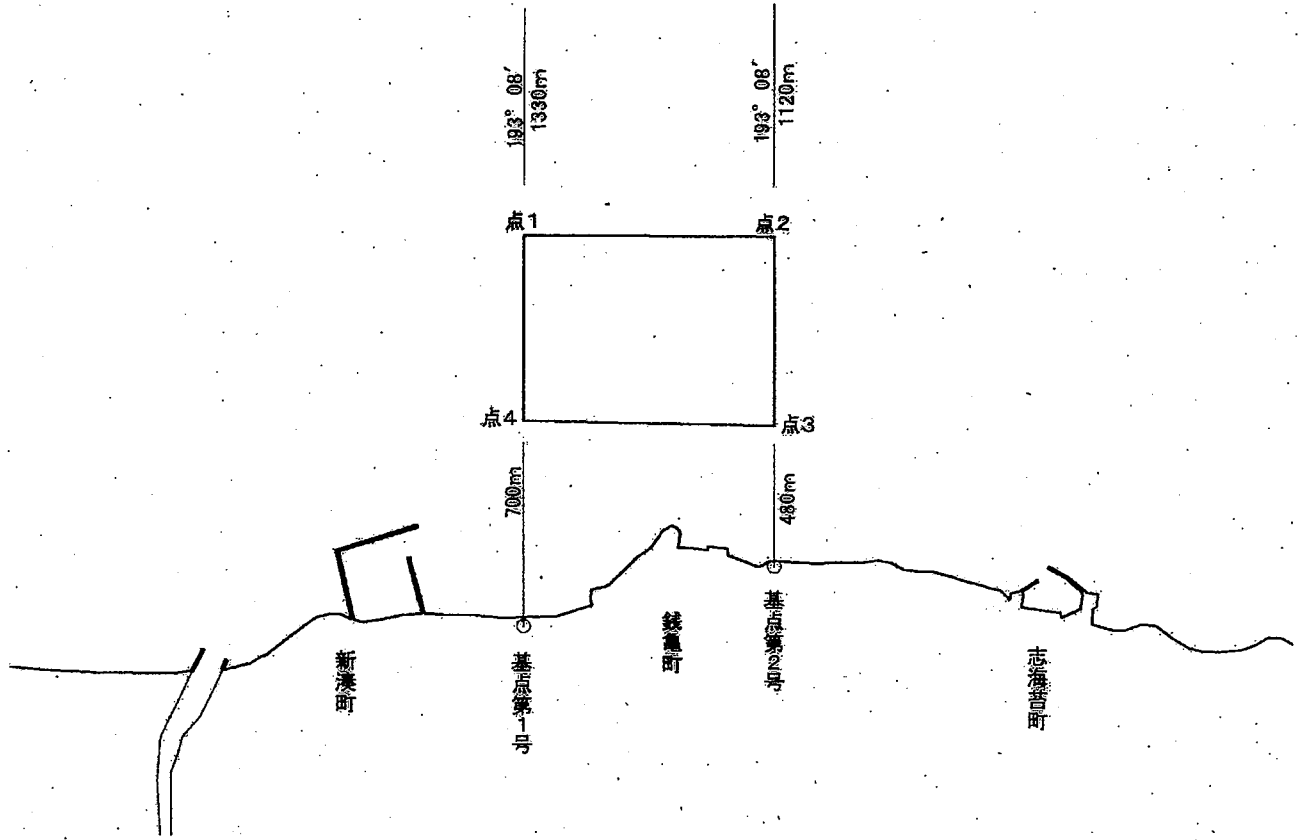 193° 08′
1330m
193° 08′
1120m
点1
点2
点4
点3
700m
480m
新湊町
基点第1号
銭亀町
基点第2号
志海苔町